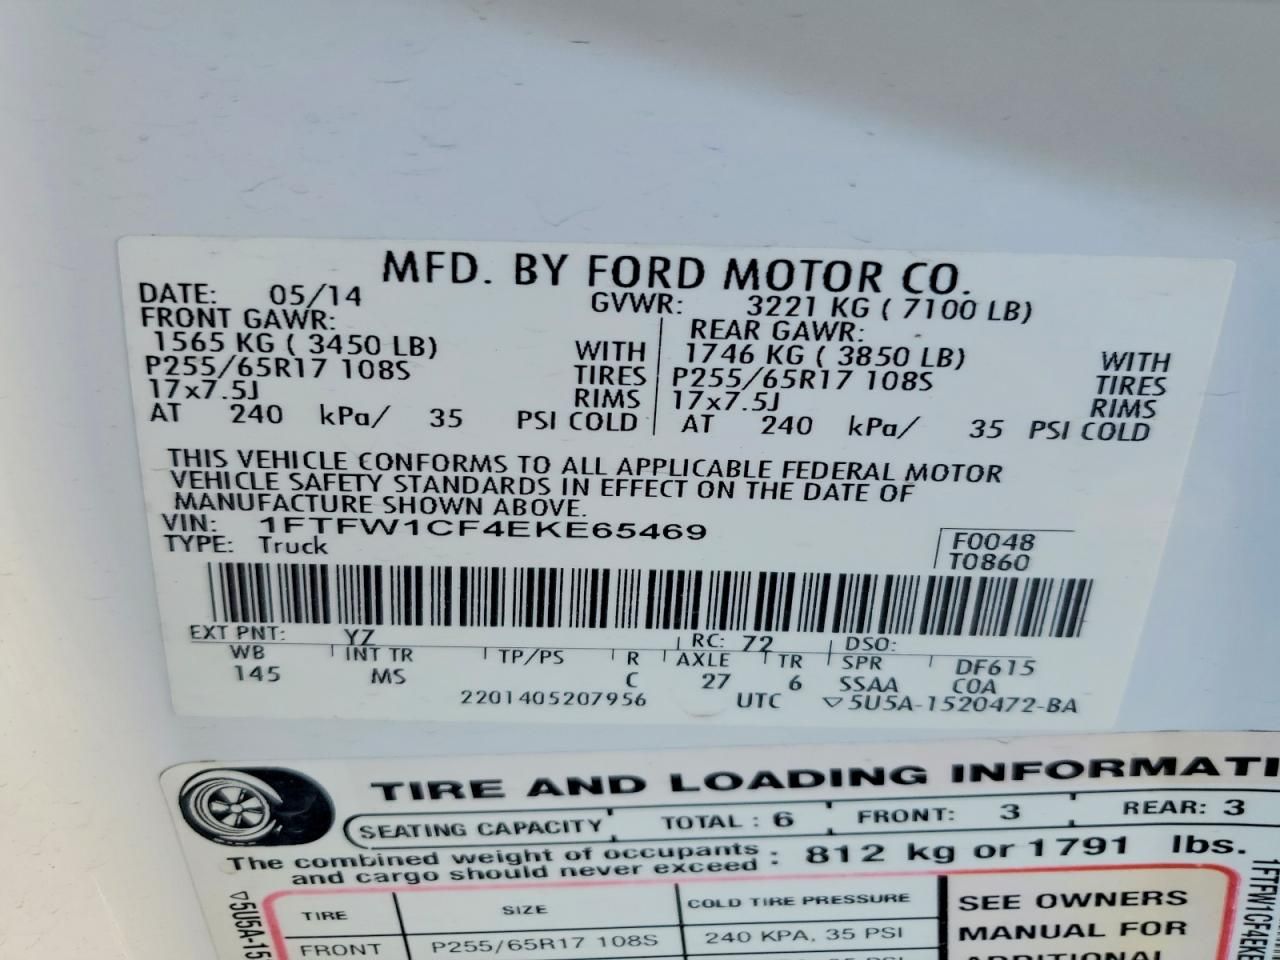 MFD. BY FORD MOTOR CO.
DATE: 05/14 GVWR: 3221 KG ( 7100 LB)
FRONT GAWR: REAR GAWR:
1565 KG ( 3450 LB) WITH 1746 KG ( 3850 LB) WITH
P255/65R17 108S TIRES P255/65R17 108S TIRES
17x7.5J RIMS 17x7.5J RIMS
AT 240 kPa/ 35 PSI COLD AT 240 kPa/ 35 PSI COLD
THIS VEHICLE CONFORMS TO ALL APPLICABLE FEDERAL MOTOR
VEHICLE SAFETY STANDARDS IN EFFECT ON THE DATE OF
MANUFACTURE SHOWN ABOVE.
VIN: 1FTFW1CF4EKE65469
TYPE: Truck
F0048
T0860
EXT PNT: YZ RC: 72 DSO:
WB INT TR TP/PS R AXLE TR SPR DF615
145 MS C 27 6 SSAA COA
2201405207956 UTC ▽5U5A-1520472-BA
TIRE AND LOADING INFORMATI
SEATING CAPACITY TOTAL : 6 FRONT: 3 REAR: 3
The combined weight of occupants
and cargo should never exceed : 812 kg or 1791 lbs.
TIRE SIZE COLD TIRE PRESSURE
FRONT P255/65R17 108S 240 KPA, 35 PSI
SEE OWNERS
MANUAL FOR
ADDITIONAL
▽5U5A-15
1FTFW1CF4EKE